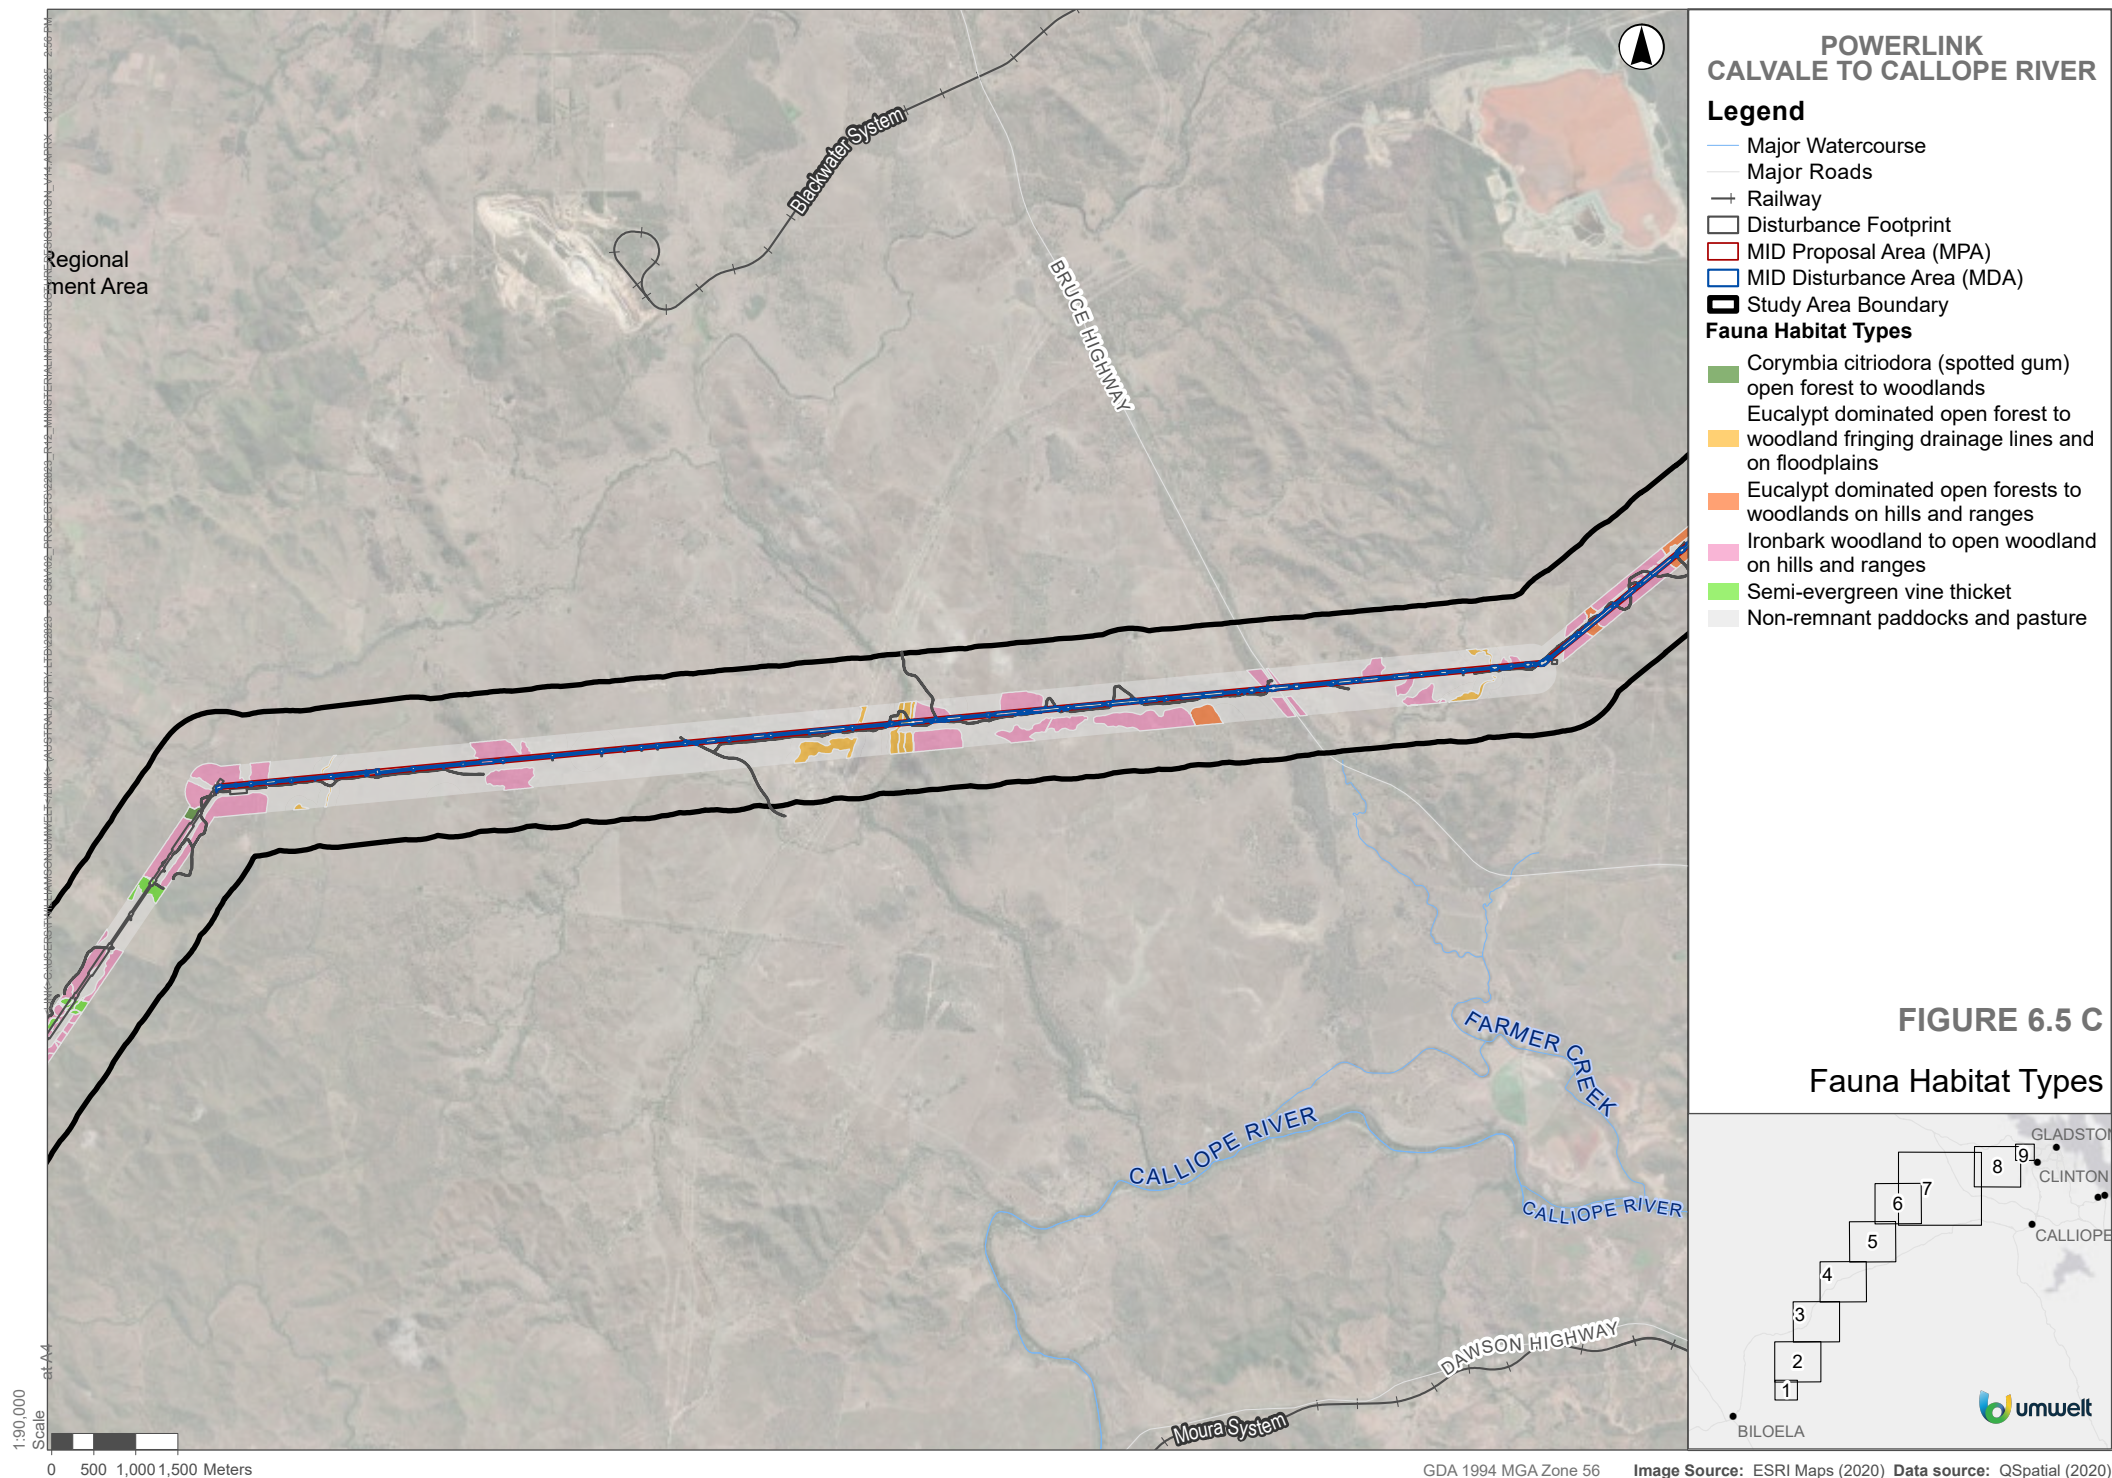 POWERLINK
CALVALE TO CALLOPE RIVER
Legend
Major Watercourse
Major Roads
Railway
Disturbance Footprint
MID Proposal Area (MPA)
MID Disturbance Area (MDA)
Study Area Boundary
Fauna Habitat Types
Corymbia citriodora (spotted gum)
open forest to woodlands
Eucalypt dominated open forest to
woodland fringing drainage lines and
on floodplains
Eucalypt dominated open forests to
woodlands on hills and ranges
Ironbark woodland to open woodland
on hills and ranges
Semi-evergreen vine thicket
Non-remnant paddocks and pasture
FIGURE 6.5 C
Fauna Habitat Types
Regional
ment Area
Blackwater System
BRUCE HIGHWAY
FARMER CREEK
CALLIOPE RIVER
CALLIOPE RIVER
DAWSON HIGHWAY
Moura System
GLADSTON
CLINTON
CALLIOPE
BILOELA
9
8
7
6
5
4
3
2
1
umwelt
1:90,000
at A4
Scale
0 500 1,000 1,500 Meters
GDA 1994 MGA Zone 56 Image Source: ESRI Maps (2020) Data source: QSpatial (2020)